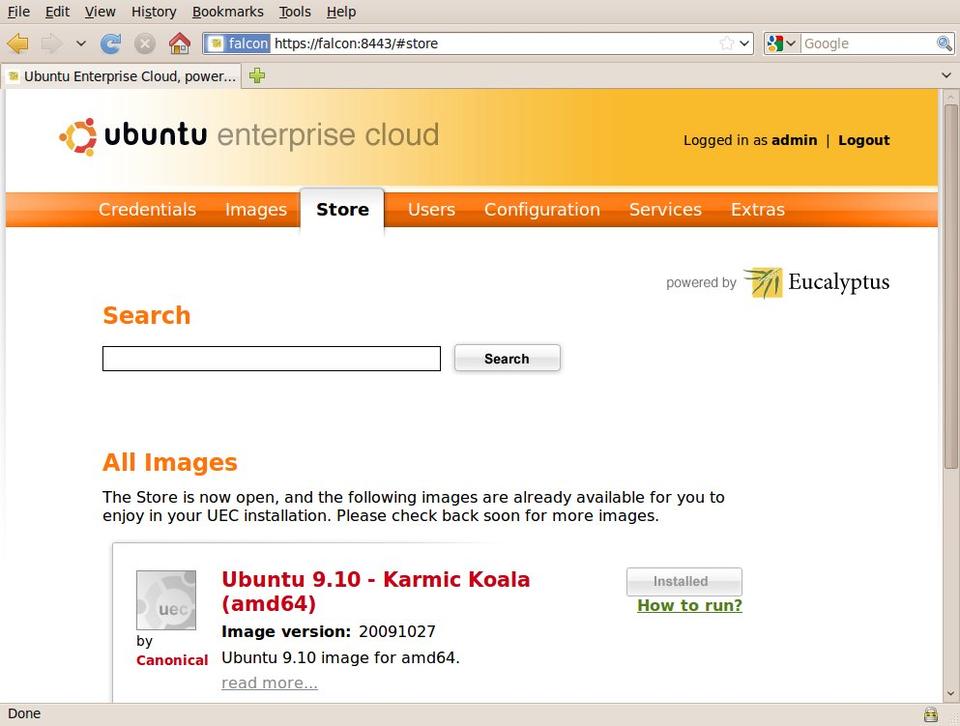 File Edit View History Bookmarks Tools Help
falcon https://falcon:8443/#store
Google
Ubuntu Enterprise Cloud, power...
ubuntu enterprise cloud
Logged in as admin | Logout
Credentials Images Store Users Configuration Services Extras
powered by Eucalyptus
Search
Search
All Images
The Store is now open, and the following images are already available for you to
enjoy in your UEC installation. Please check back soon for more images.
uec
by
Canonical
Ubuntu 9.10 - Karmic Koala
(amd64)
Image version: 20091027
Ubuntu 9.10 image for amd64.
read more...
Installed
How to run?
Done